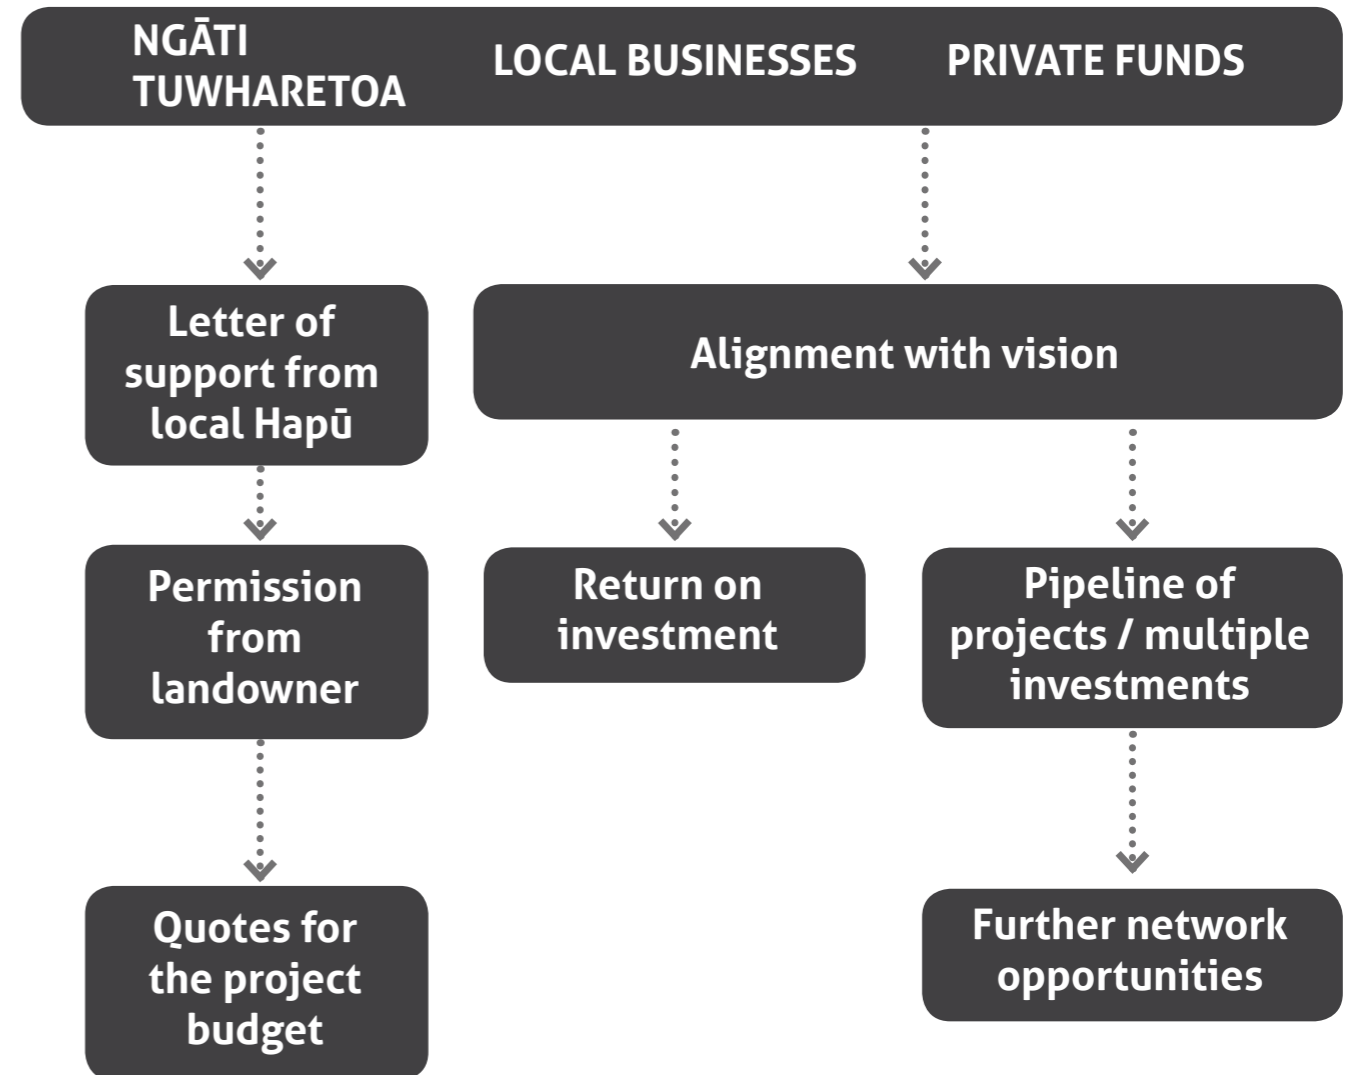 NGĀTI
TUWHARETOA
LOCAL BUSINESSES
PRIVATE FUNDS
Letter of
support from
local Hapū
Alignment with vision
Permission
from
landowner
Return on
investment
Pipeline of
projects / multiple
investments
Quotes for
the project
budget
Further network
opportunities